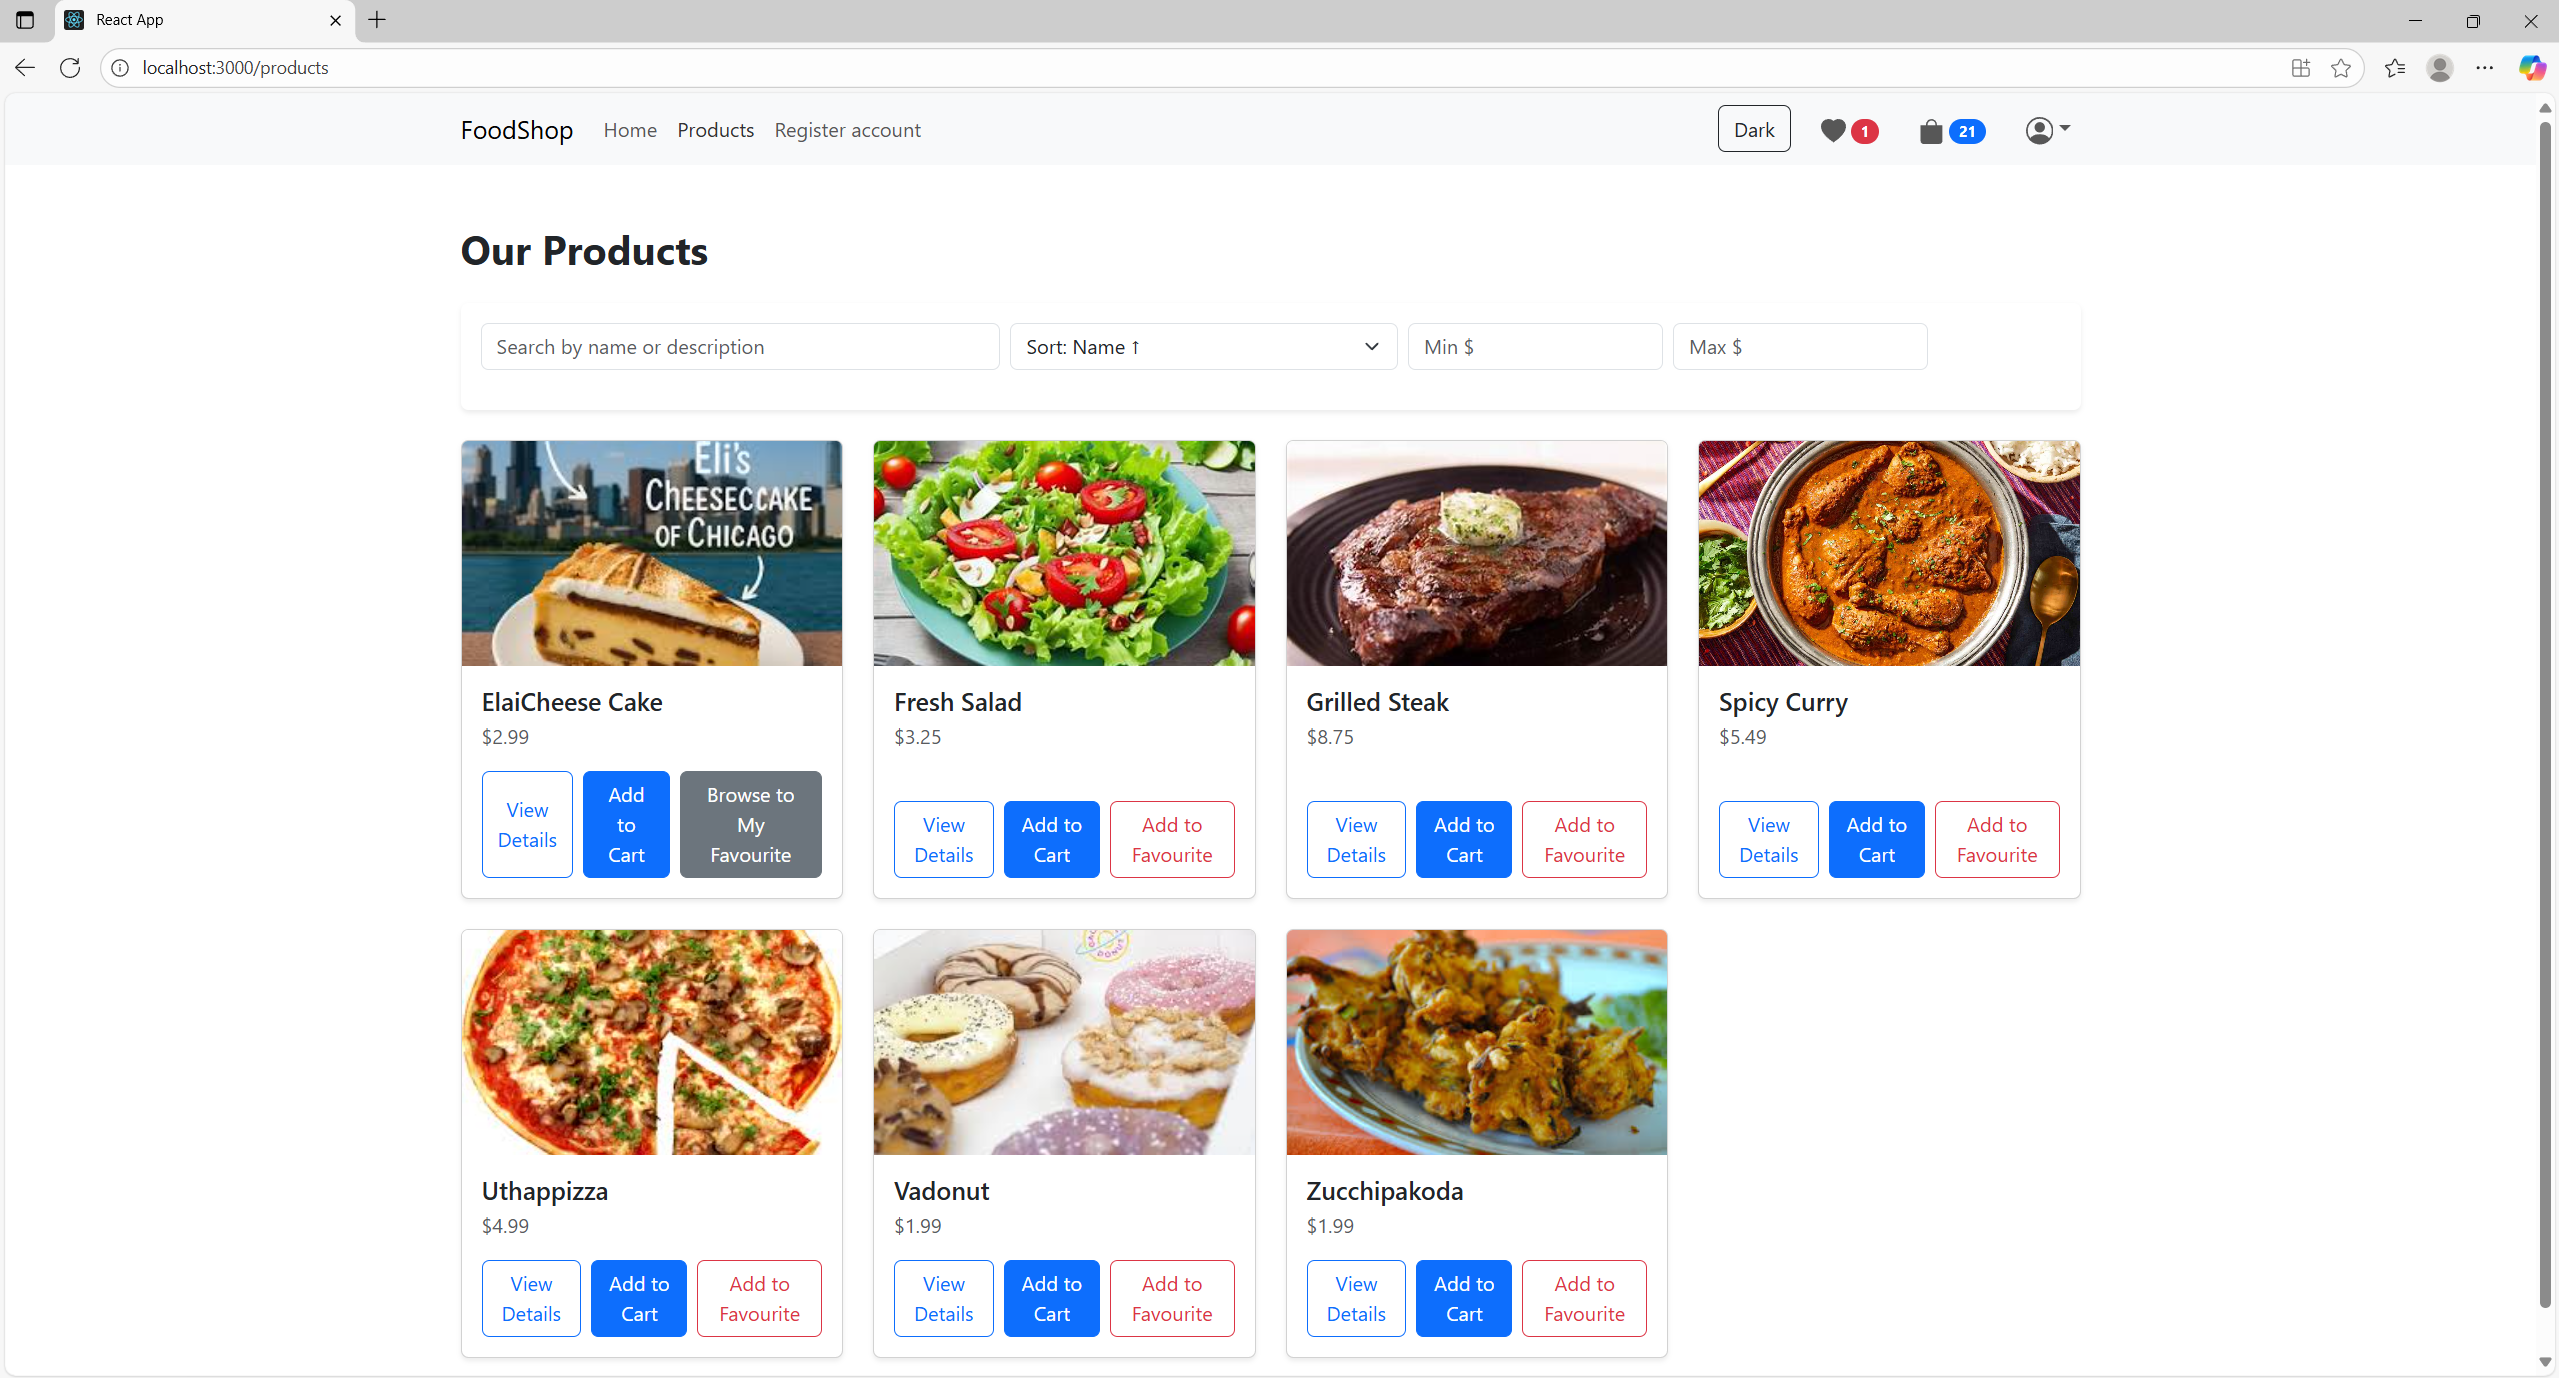 React App
localhost:3000/products
FoodShop Home Products Register account Dark 1 21
Our Products
Search by name or description Sort: Name ↑ Min $ Max $
Eli's
CHEESECCAKE
OF CHICAGO
ElaiCheese Cake
$2.99
View
Details
Add
to
Cart
Browse to
My
Favourite
Fresh Salad
$3.25
View
Details
Add to
Cart
Add to
Favourite
Grilled Steak
$8.75
View
Details
Add to
Cart
Add to
Favourite
Spicy Curry
$5.49
View
Details
Add to
Cart
Add to
Favourite
Uthappizza
$4.99
View
Details
Add to
Cart
Add to
Favourite
Vadonut
$1.99
View
Details
Add to
Cart
Add to
Favourite
Zucchipakoda
$1.99
View
Details
Add to
Cart
Add to
Favourite